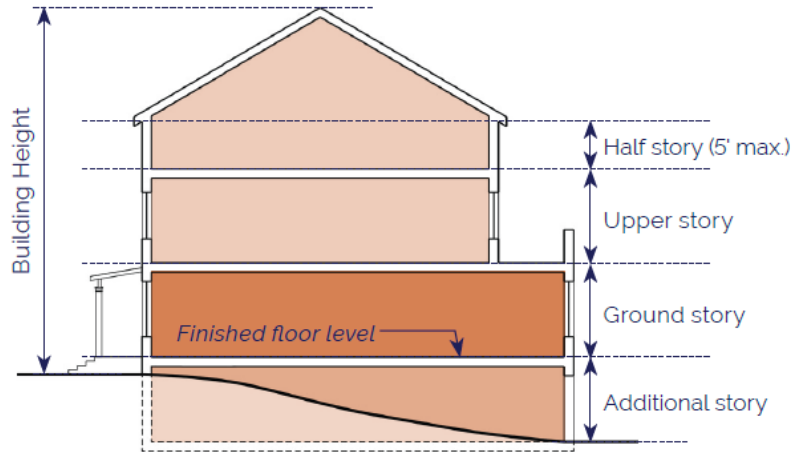 Building Height
Half story (5' max.)
Upper story
Ground story
Finished floor level
Additional story